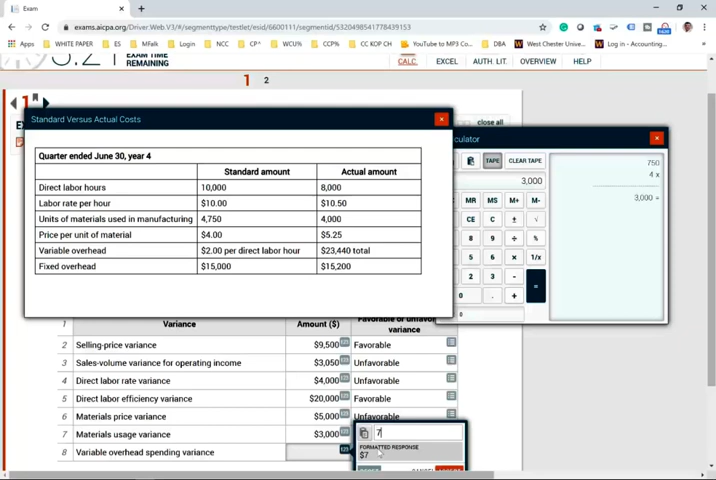 Exam
exams.aicpa.org/Driver.Web.V3/#/segmenttype/testlet/esid/6600111/segmentid/5320498541778439153
Apps WHITE PAPER ES MFalk Login NCC CP^ WCU% CCP% CC KOP CH YouTube to MP3 Co... DBA West Chester Unive... Log in - Accounting...
EXAM TIME REMAINING
CALC. EXCEL AUTH. LIT. OVERVIEW HELP
1 2
1
close all
Standard Versus Actual Costs
Quarter ended June 30, year 4
Standard amount Actual amount
Direct labor hours 10,000 8,000
Labor rate per hour $10.00 $10.50
Units of materials used in manufacturing 4,750 4,000
Price per unit of material $4.00 $5.25
Variable overhead $2.00 per direct labor hour $23,440 total
Fixed overhead $15,000 $15,200
culator
TAPE CLEAR TAPE
3,000
MR MS M+ M-
CE C ± √
8 9 ÷ %
5 6 × 1/x
2 3 - =
0 . +
0
750
4 x
3,000 =
1 Variance Amount ($) Favorable or unfavo
variance
2 Selling-price variance $9,500 123 Favorable
3 Sales-volume variance for operating income $3,050 123 Unfavorable
4 Direct labor rate variance $4,000 123 Unfavorable
5 Direct labor efficiency variance $20,000 123 Favorable
6 Materials price variance $5,000 123 Unfavorable
7 Materials usage variance $3,000 123
8 Variable overhead spending variance 123
7
FORMATTED RESPONSE
$7
CANCEL